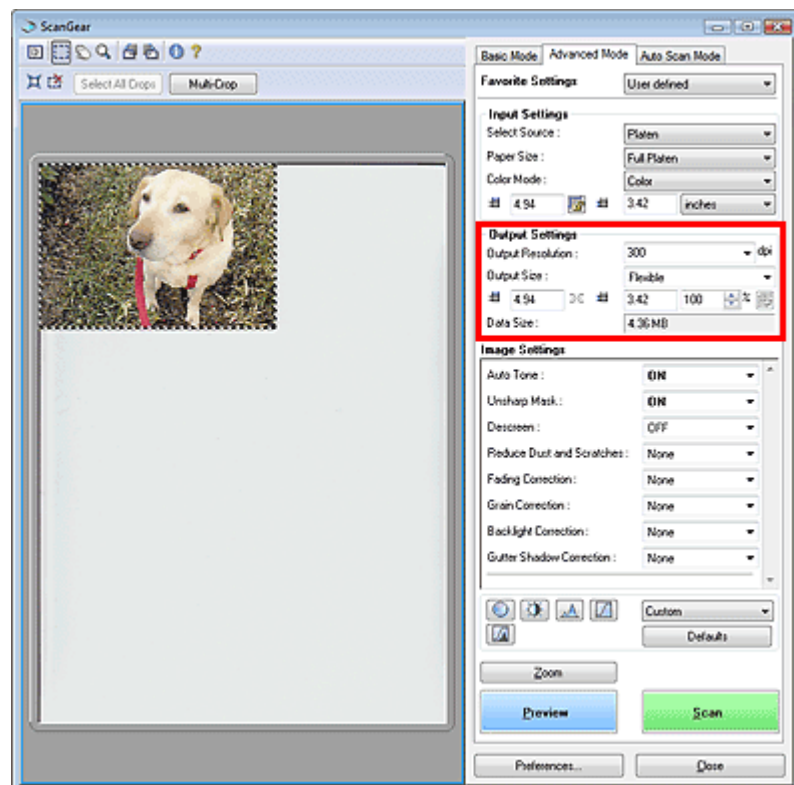 ScanGear
Select All Crops Multi-Crop
Basic Mode Advanced Mode Auto Scan Mode
Favorite Settings User defined
Input Settings
Select Source : Platen
Paper Size : Full Platen
Color Mode : Color
4.94 3.42 inches
Output Settings
Output Resolution : 300 dpi
Output Size : Flexible
4.94 3.42 100 %
Data Size : 4.36 MB
Image Settings
Auto Tone : ON
Unsharp Mask : ON
Descreen : OFF
Reduce Dust and Scratches : None
Fading Correction : None
Grain Correction : None
Backlight Correction : None
Gutter Shadow Correction : None
Custom
Defaults
Zoom
Preview Scan
Preferences... Close